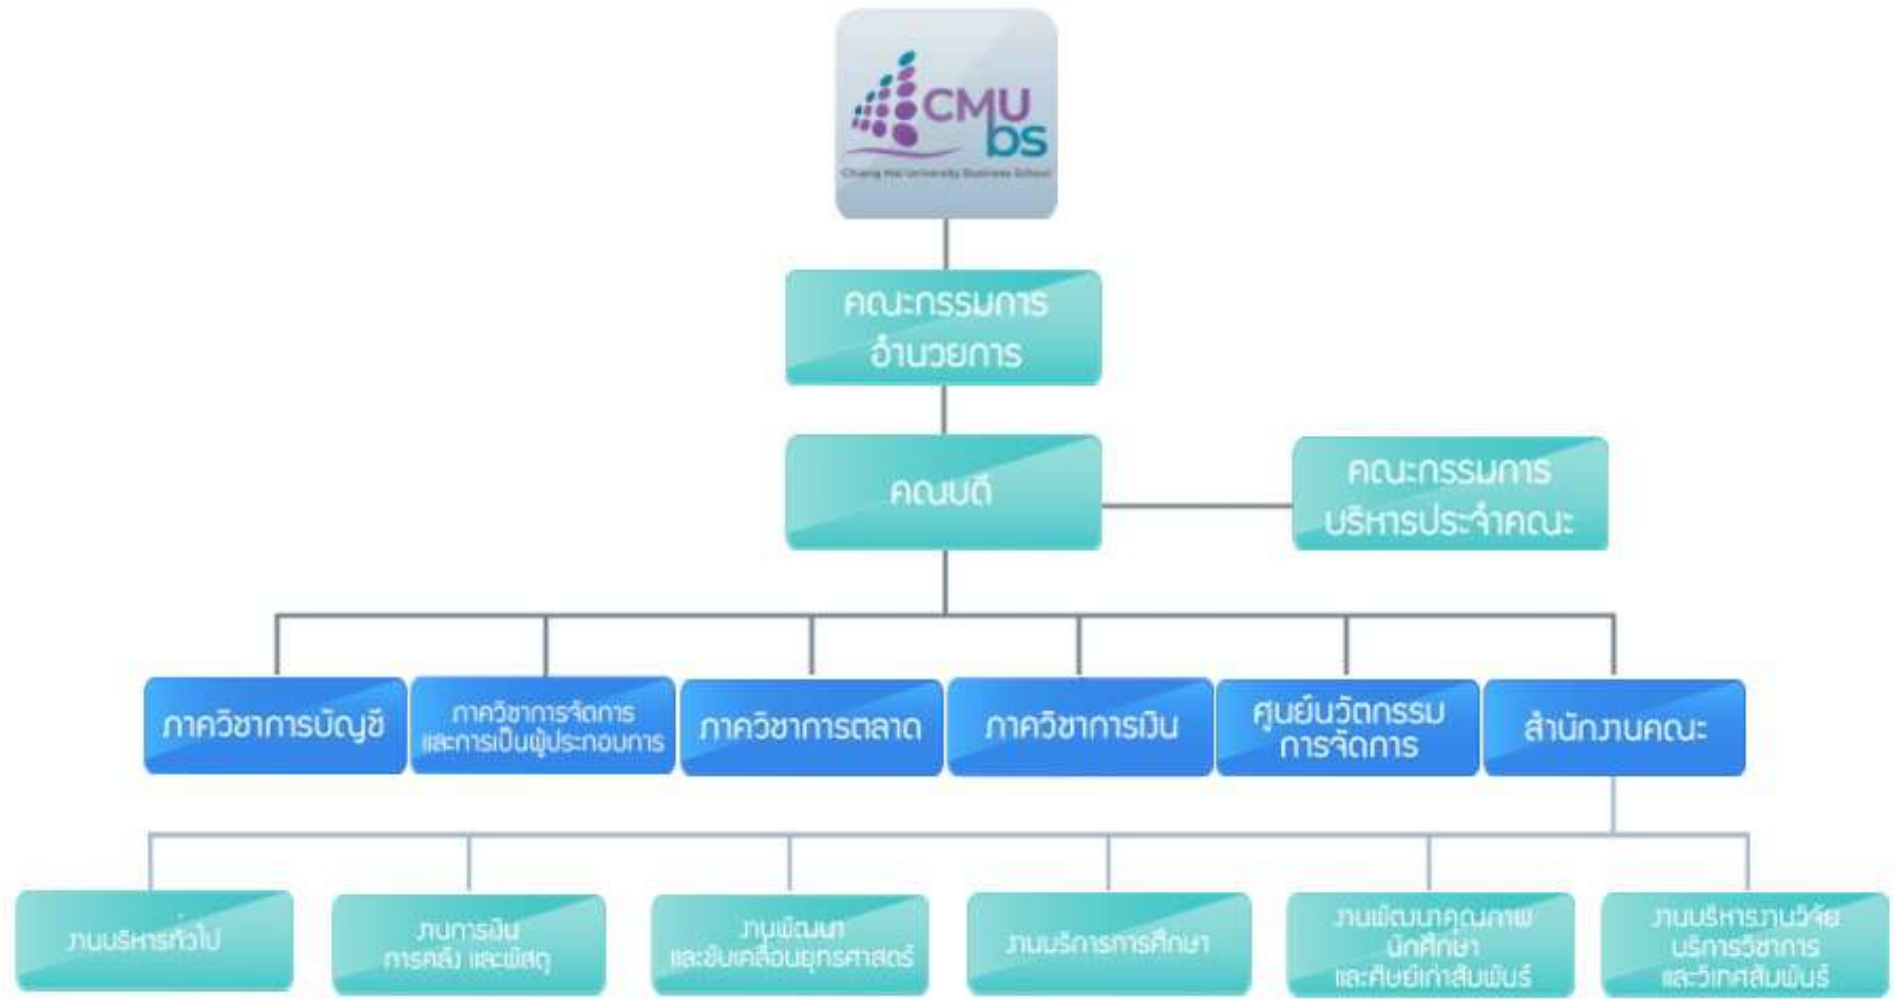 CMU
bs
Chiang Mai University Business School
คณะกรรมการ
อำนวยการ
คณบดี
คณะกรรมการ
บริหารประจำคณะ
ภาควิชาการบัญชี
ภาควิชาการจัดการ
และการเป็นผู้ประกอบการ
ภาควิชาการตลาด
ภาควิชาการเงิน
ศูนย์นวัตกรรม
การจัดการ
สำนักงานคณะ
งานบริหารทั่วไป
งานการเงิน
การคลัง และพัสดุ
งานพัฒนา
และขับเคลื่อนยุทธศาสตร์
งานบริการการศึกษา
งานพัฒนาคุณภาพ
นักศึกษา
และศิษย์เก่าสัมพันธ์
งานบริหารงานวิจัย
บริการวิชาการ
และวิเทศสัมพันธ์